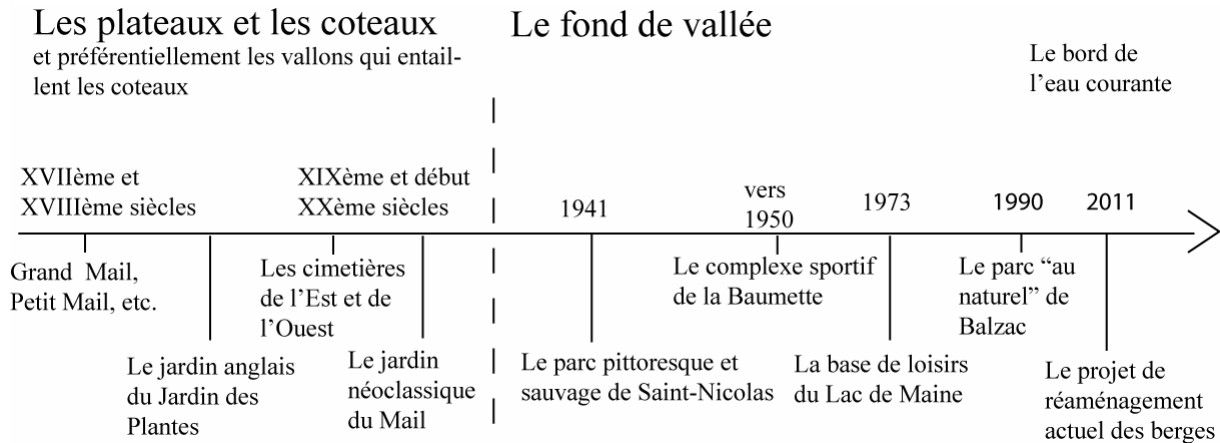 Les plateaux et les coteaux
et préférentiellement les vallons qui entail-
lent les coteaux
Le fond de vallée
Le bord de
l’eau courante
XVIIème et
XVIIIème siècles
XIXème et début
XXème siècles
1941
vers
1950
1973
1990
2011
Grand Mail,
Petit Mail, etc.
Le jardin anglais
du Jardin des
Plantes
Les cimetières
de l’Est et de
l’Ouest
Le jardin
néoclassique
du Mail
Le parc pittoresque et
sauvage de Saint-Nicolas
Le complexe sportif
de la Baumette
La base de loisirs
du Lac de Maine
Le parc “au
naturel” de
Balzac
Le projet de
réaménagement
actuel des berges